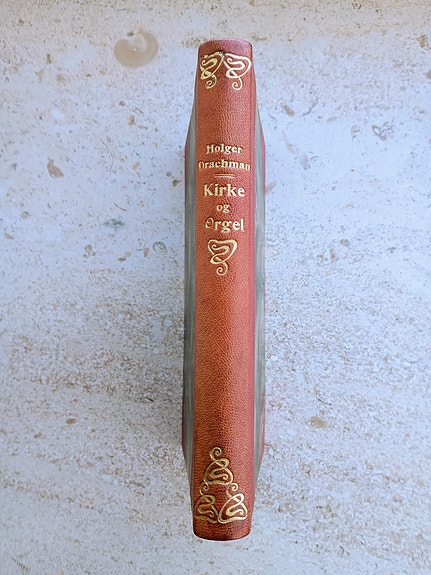 Holger
Drachman
Kirke
og
Orgel